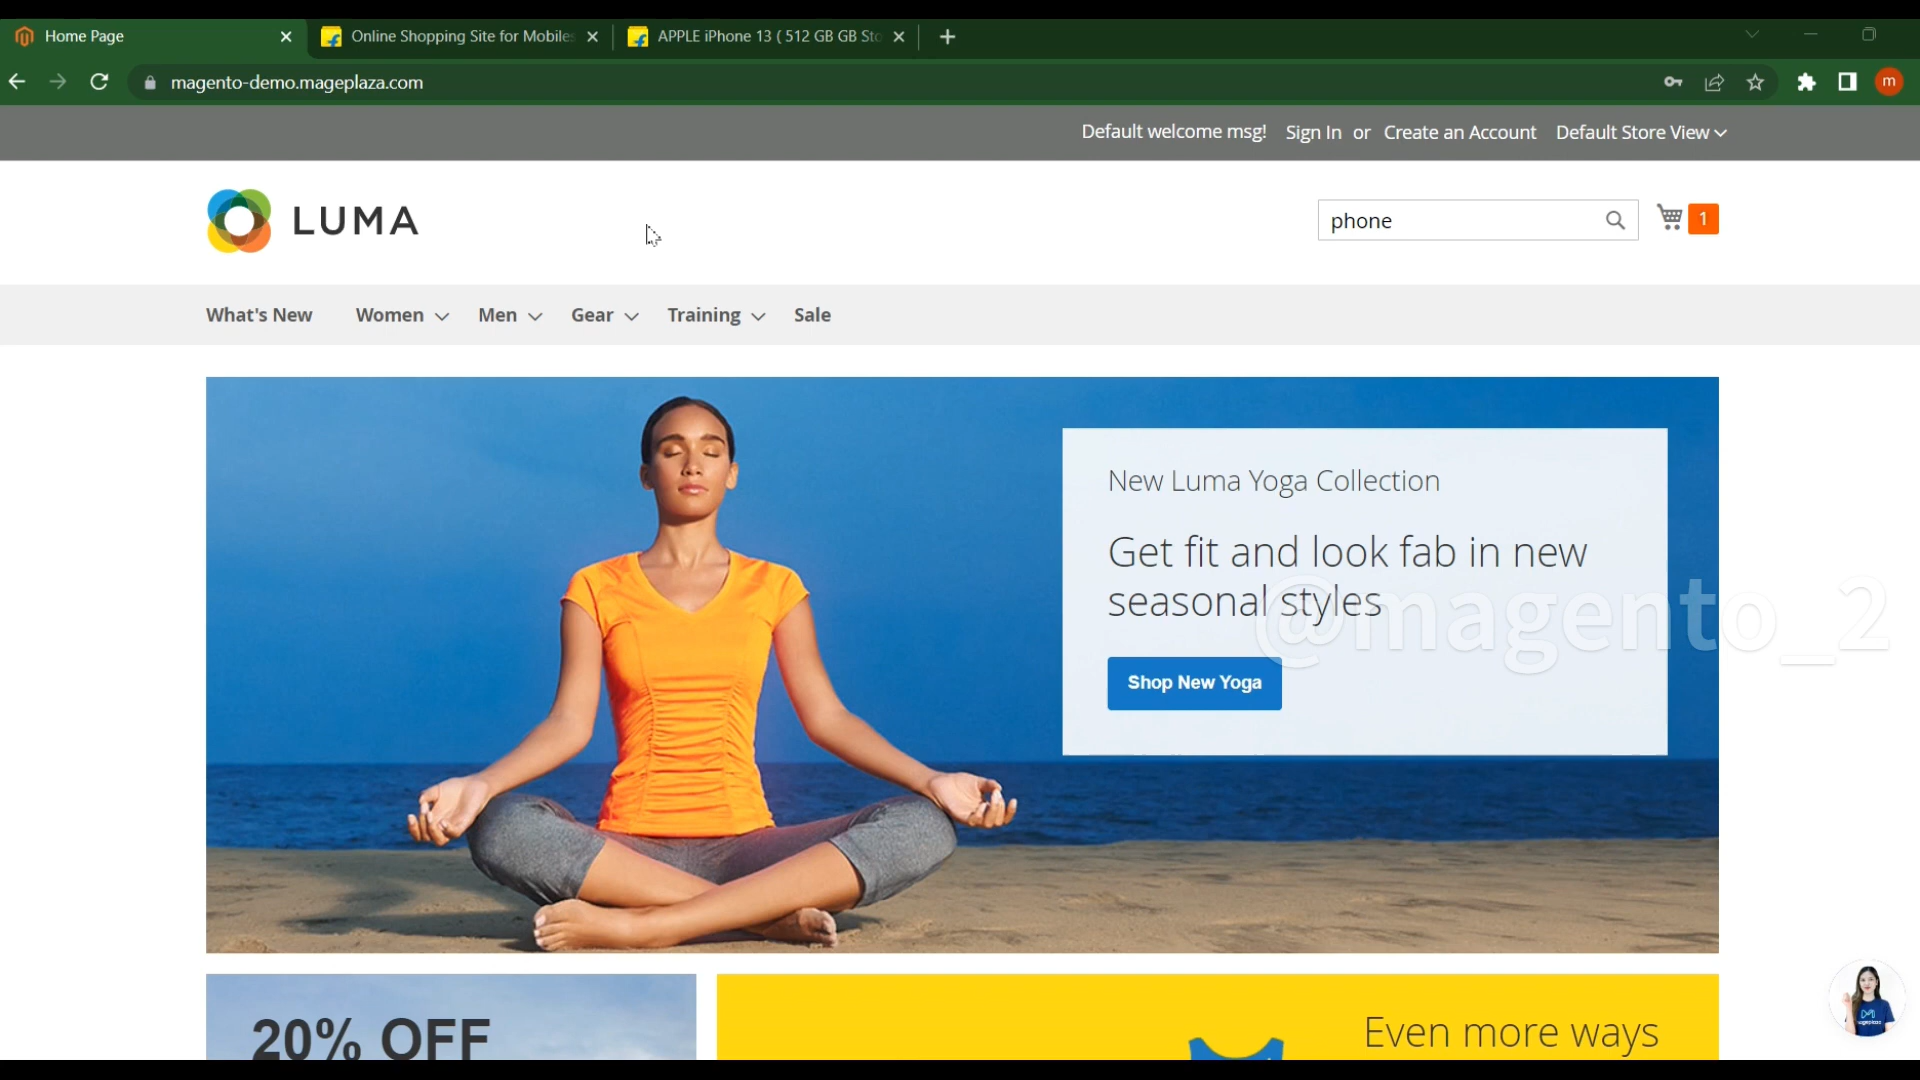 Home Page
Online Shopping Site for Mobiles
APPLE iPhone 13 ( 512 GB GB Sto
magento-demo.mageplaza.com
m
Default welcome msg! Sign In or Create an Account Default Store View
LUMA
phone
1
What's New Women Men Gear Training Sale
New Luma Yoga Collection
Get fit and look fab in new
seasonal styles
@magento_2
Shop New Yoga
20% OFF
Even more ways